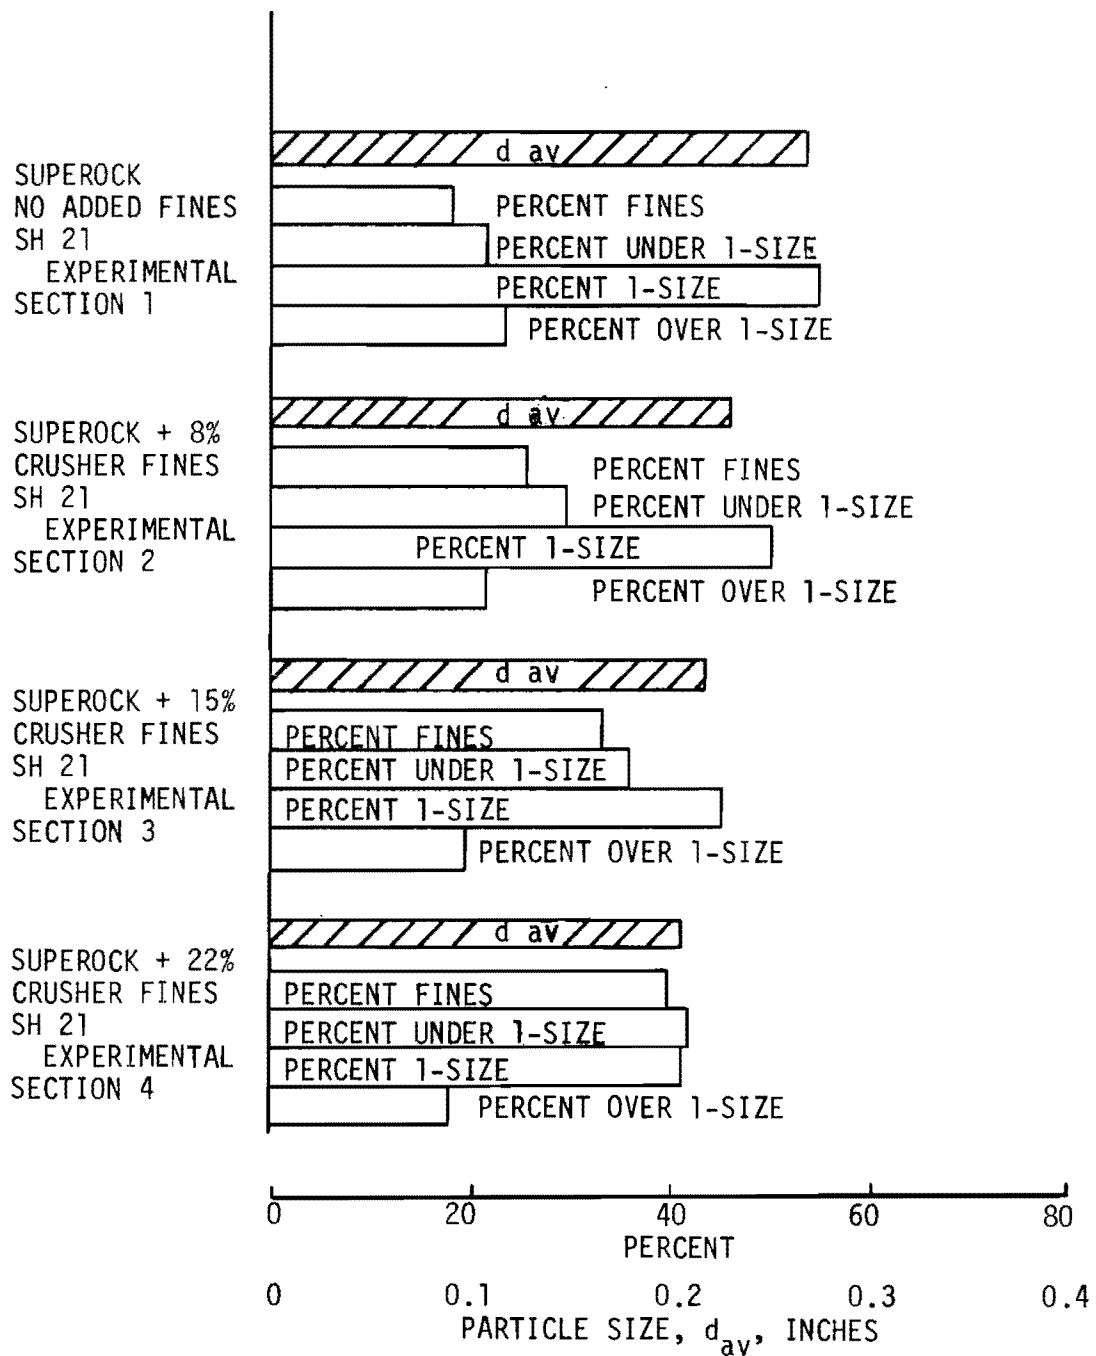 d av
SUPEROCK
NO ADDED FINES
SH 21
EXPERIMENTAL
SECTION 1
PERCENT FINES
PERCENT UNDER 1-SIZE
PERCENT 1-SIZE
PERCENT OVER 1-SIZE
d av
SUPEROCK + 8%
CRUSHER FINES
SH 21
EXPERIMENTAL
SECTION 2
PERCENT FINES
PERCENT UNDER 1-SIZE
PERCENT 1-SIZE
PERCENT OVER 1-SIZE
d av
SUPEROCK + 15%
CRUSHER FINES
SH 21
EXPERIMENTAL
SECTION 3
PERCENT FINES
PERCENT UNDER 1-SIZE
PERCENT 1-SIZE
PERCENT OVER 1-SIZE
d av
SUPEROCK + 22%
CRUSHER FINES
SH 21
EXPERIMENTAL
SECTION 4
PERCENT FINES
PERCENT UNDER 1-SIZE
PERCENT 1-SIZE
PERCENT OVER 1-SIZE
0 20 40 60 80
PERCENT
0 0.1 0.2 0.3 0.4
PARTICLE SIZE, dav, INCHES